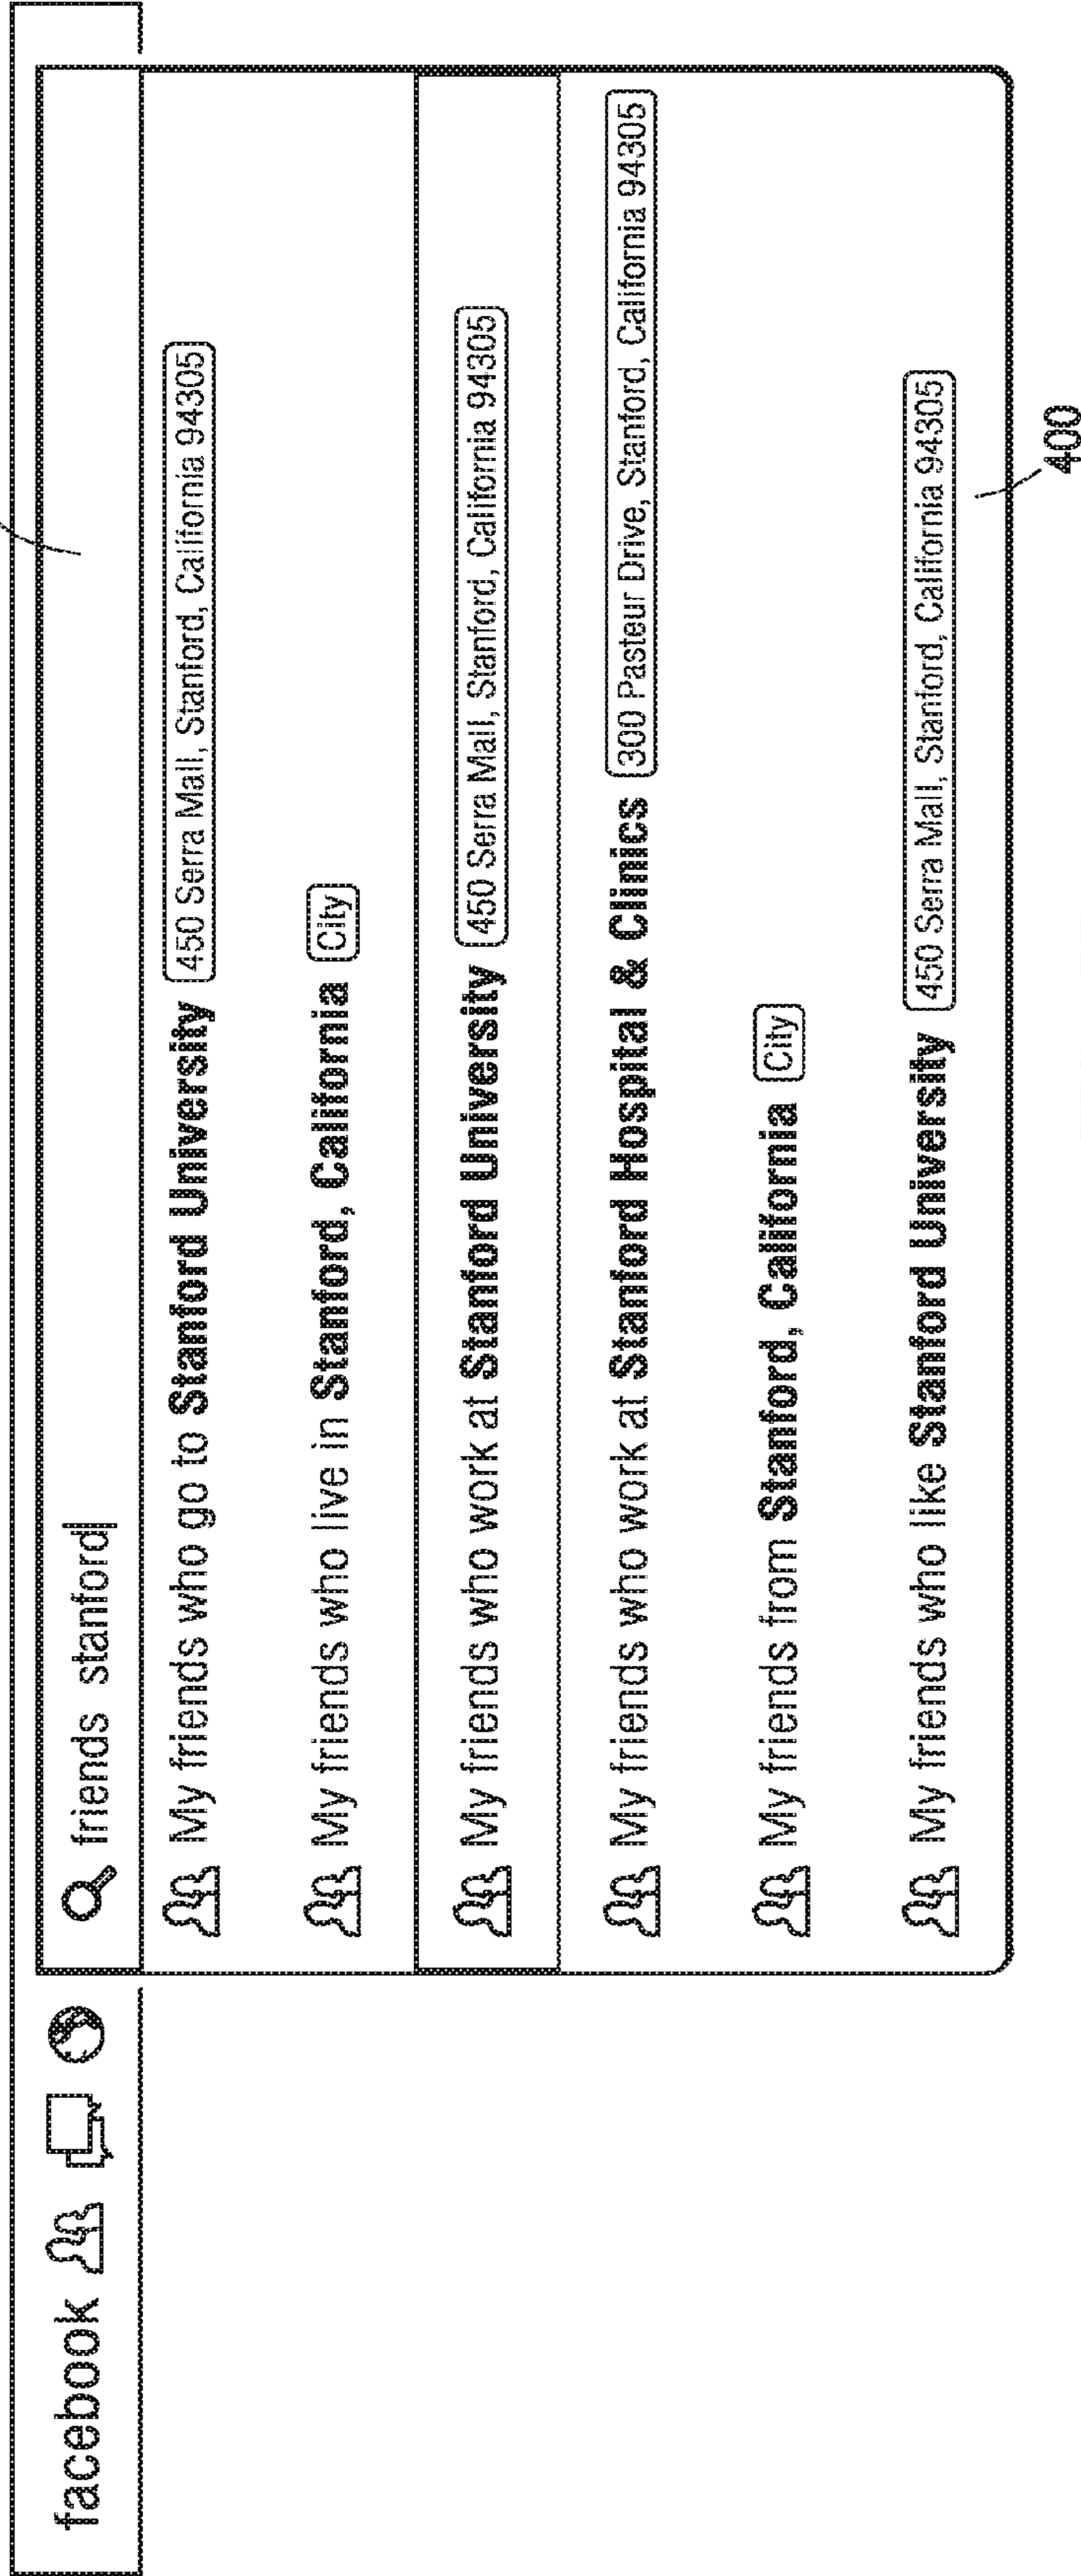 facebook friends stanford
My friends who go to Stanford University 450 Serra Mall, Stanford, California 94305
My friends who live in Stanford, California City
My friends who work at Stanford University 450 Serra Mall, Stanford, California 94305
My friends who work at Stanford Hospital & Clinics 300 Pasteur Drive, Stanford, California 94305
My friends from Stanford, California City
My friends who like Stanford University 450 Serra Mall, Stanford, California 94305
400